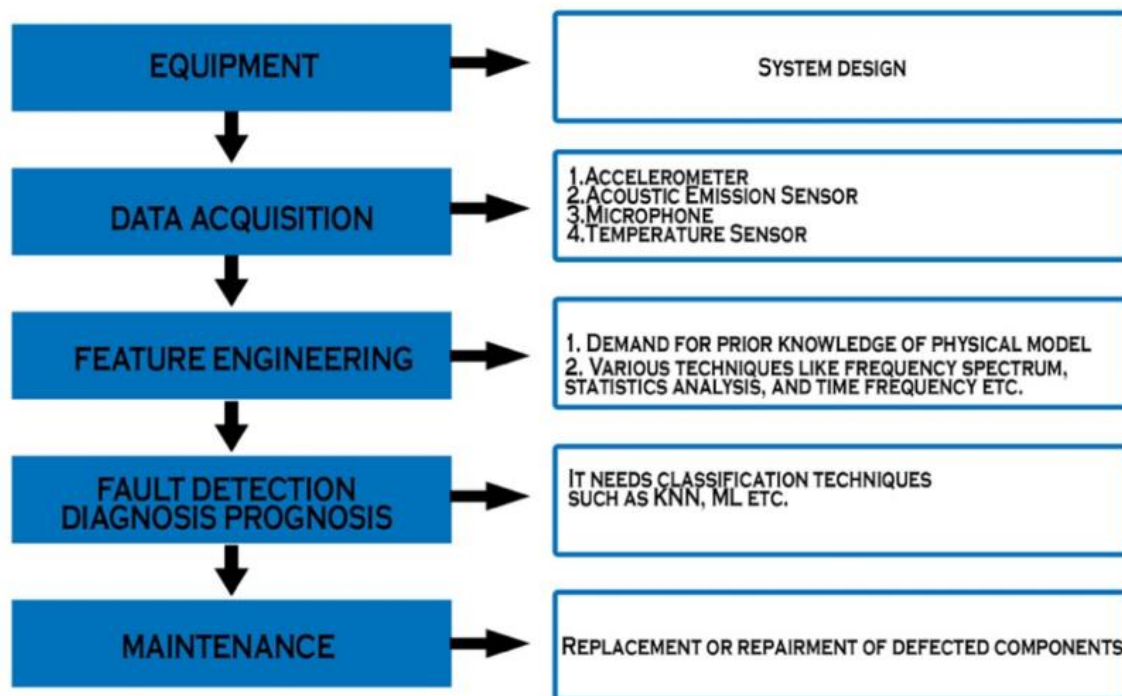 EQUIPMENT
SYSTEM DESIGN
DATA ACQUISITION
1.ACCELEROMETER
2.ACOUSTIC EMISSION SENSOR
3.MICROPHONE
4.TEMPERATURE SENSOR
FEATURE ENGINEERING
1. DEMAND FOR PRIOR KNOWLEDGE OF PHYSICAL MODEL
2. VARIOUS TECHNIQUES LIKE FREQUENCY SPECTRUM,
STATISTICS ANALYSIS, AND TIME FREQUENCY ETC.
FAULT DETECTION
DIAGNOSIS PROGNOSIS
IT NEEDS CLASSIFICATION TECHNIQUES
SUCH AS KNN, ML ETC.
MAINTENANCE
REPLACEMENT OR REPAIRMENT OF DEFECTED COMPONENTS